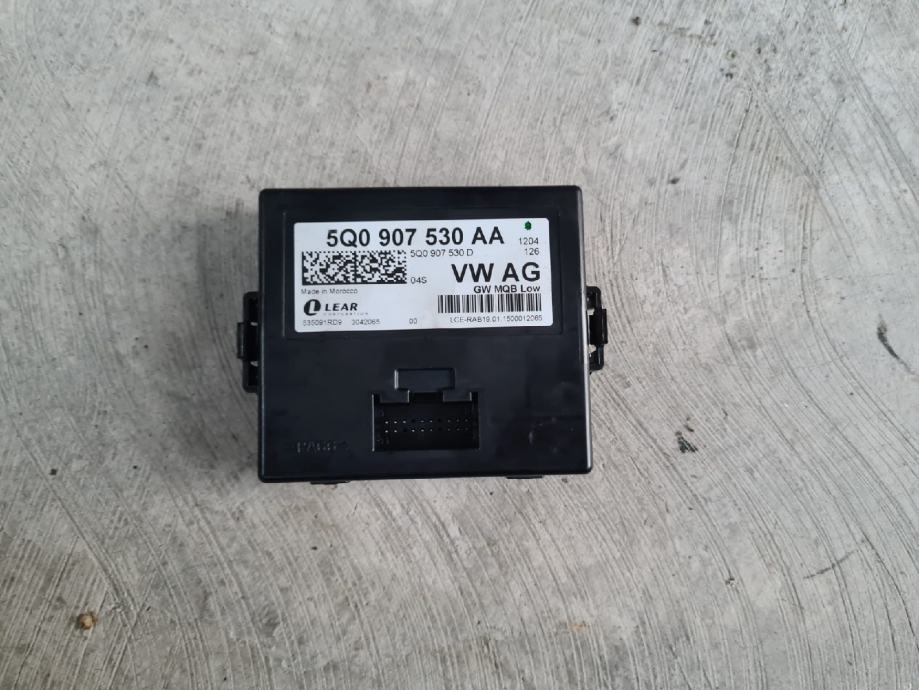 5Q0 907 530 AA
1204
5Q0 907 530 D
126
04S
VW AG
Made in Morocco
GW MQB Low
LEAR
CORPORATION
535091RD9 3042065 00
LCE-RAB19.01.1500012065